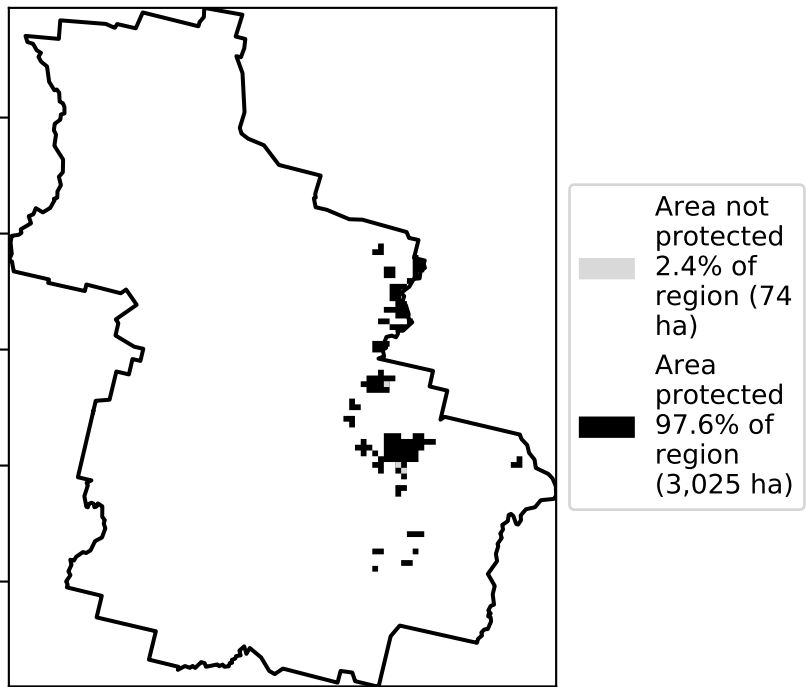 Area not
protected
2.4% of
region (74
ha)
Area
protected
97.6% of
region
(3,025 ha)